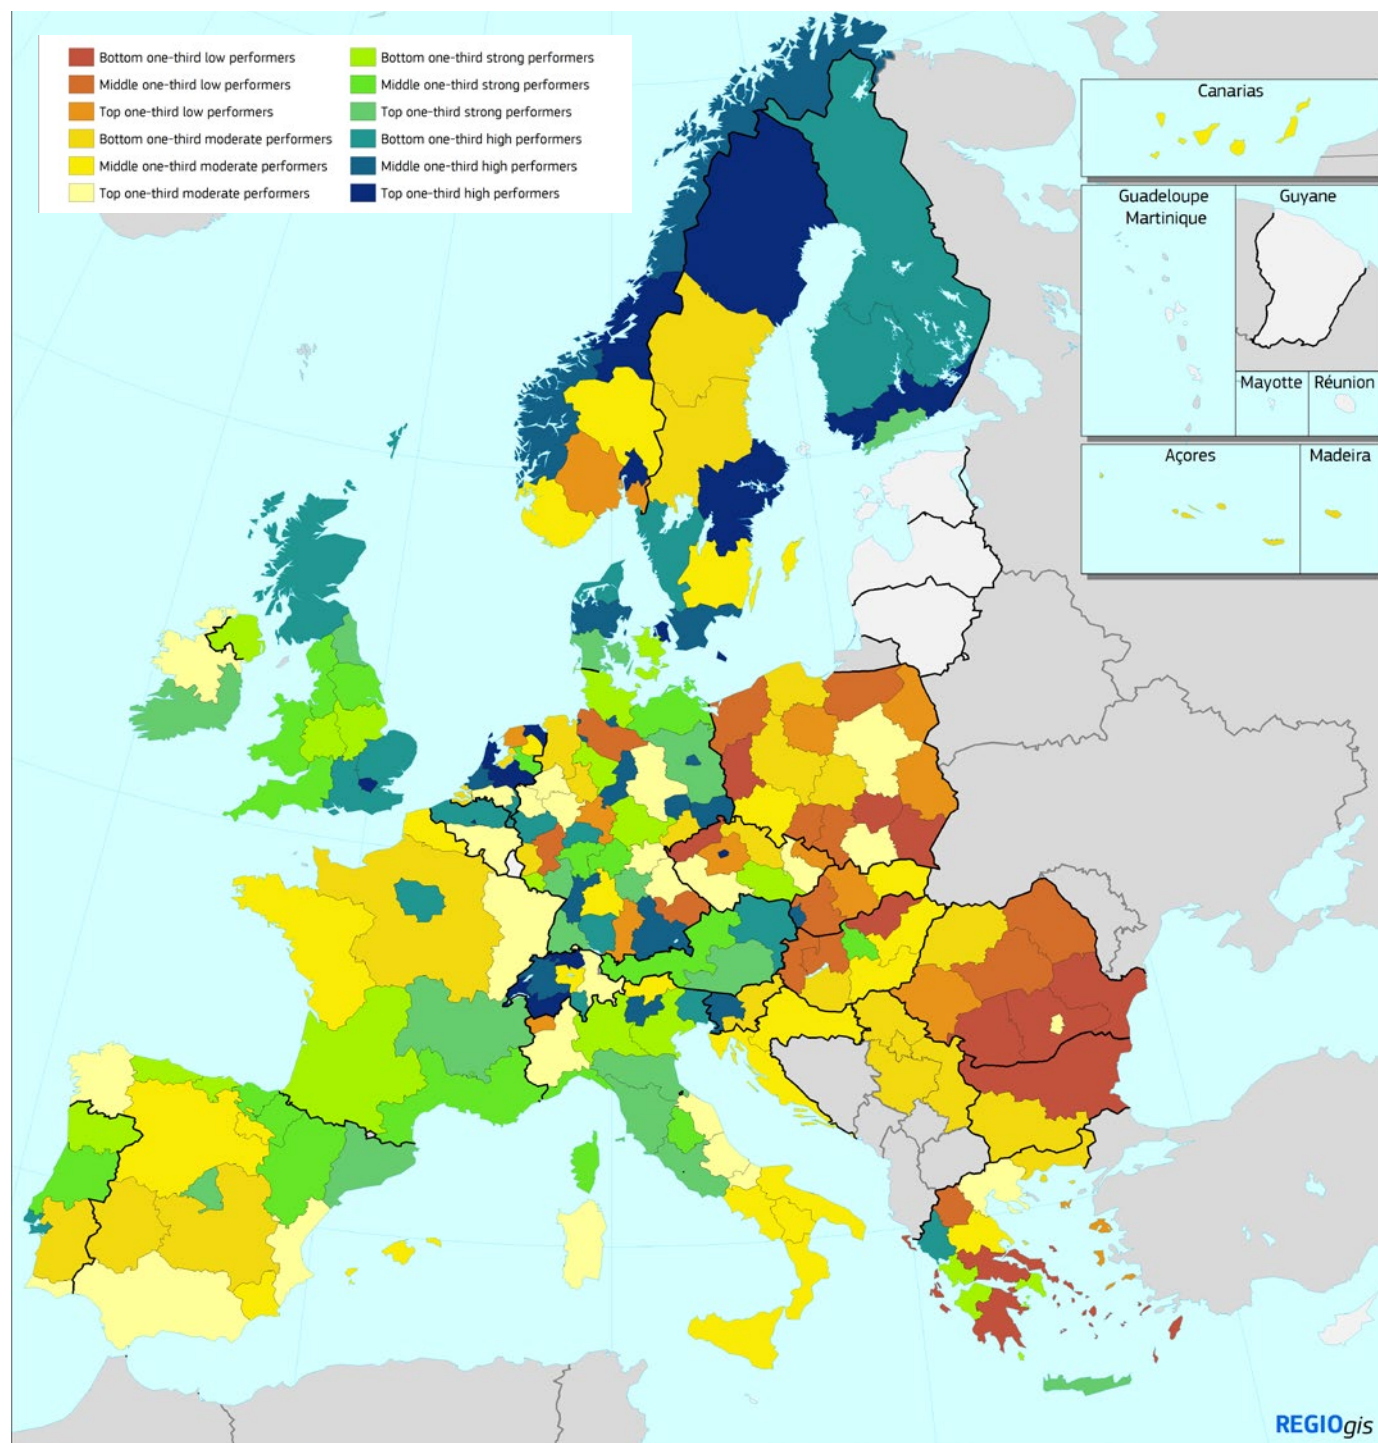 Bottom one-third low performers
Middle one-third low performers
Top one-third low performers
Bottom one-third moderate performers
Middle one-third moderate performers
Top one-third moderate performers
Bottom one-third strong performers
Middle one-third strong performers
Top one-third strong performers
Bottom one-third high performers
Middle one-third high performers
Top one-third high performers
Canarias
Guadeloupe
Martinique
Guyane
Mayotte
Réunion
Açores
Madeira
REGIOgis